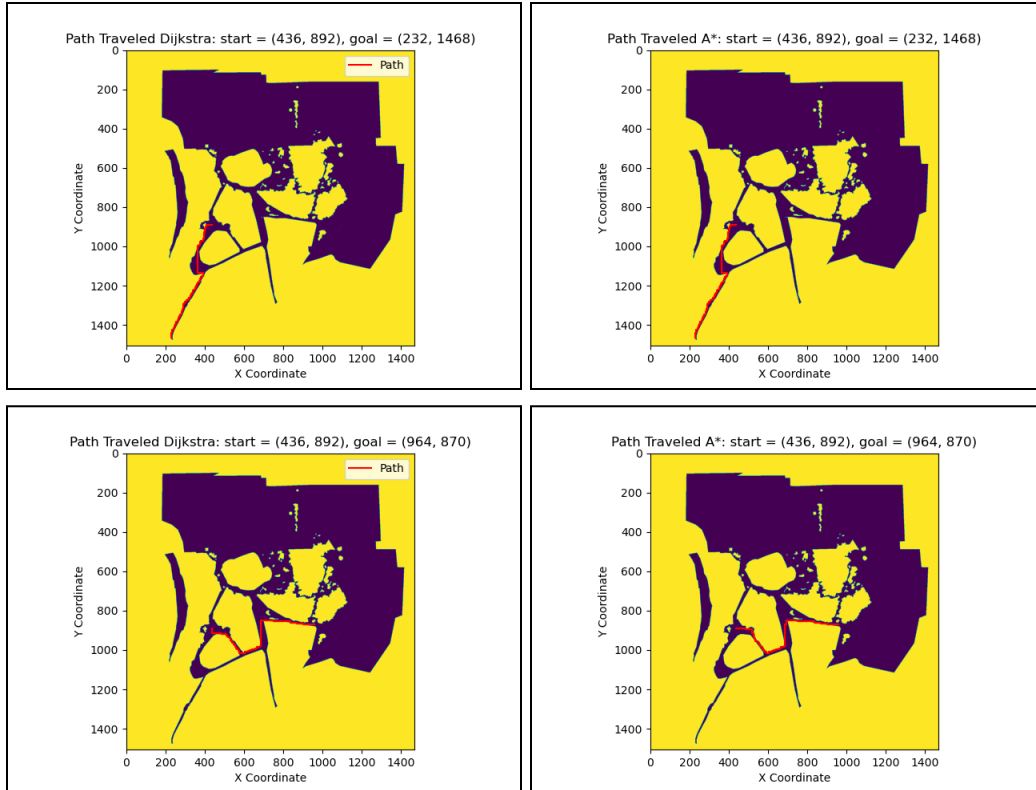 Path Traveled Dijkstra: start = (436, 892), goal = (232, 1468)
Path
0
200
400
600
800
1000
1200
1400
Y Coordinate
0 200 400 600 800 1000 1200 1400
X Coordinate
Path Traveled A*: start = (436, 892), goal = (232, 1468)
0
200
400
600
800
1000
1200
1400
Y Coordinate
0 200 400 600 800 1000 1200 1400
X Coordinate
Path Traveled Dijkstra: start = (436, 892), goal = (964, 870)
Path
0
200
400
600
800
1000
1200
1400
Y Coordinate
0 200 400 600 800 1000 1200 1400
X Coordinate
Path Traveled A*: start = (436, 892), goal = (964, 870)
0
200
400
600
800
1000
1200
1400
Y Coordinate
0 200 400 600 800 1000 1200 1400
X Coordinate